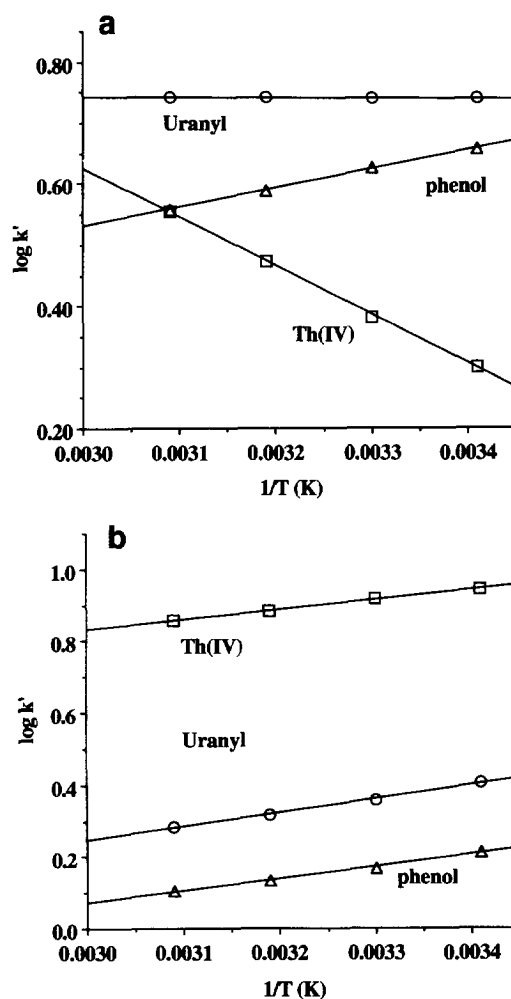 a
0.80
Uranyl
0.60
phenol
log k'
0.40
Th(IV)
0.20
0.0030 0.0031 0.0032 0.0033 0.0034
1/T (K)
b
1.0
0.8
Th(IV)
0.6
log k'
Uranyl
0.4
0.2
phenol
0.0
0.0030 0.0031 0.0032 0.0033 0.0034
1/T (K)